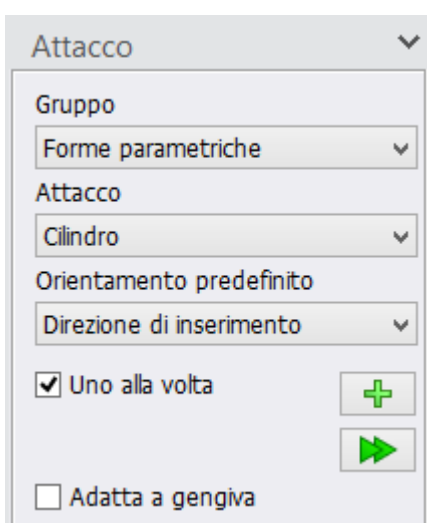 Attacco
Gruppo
Forme parametriche
Attacco
Cilindro
Orientamento predefinito
Direzione di inserimento
Uno alla volta
Adatta a gengiva